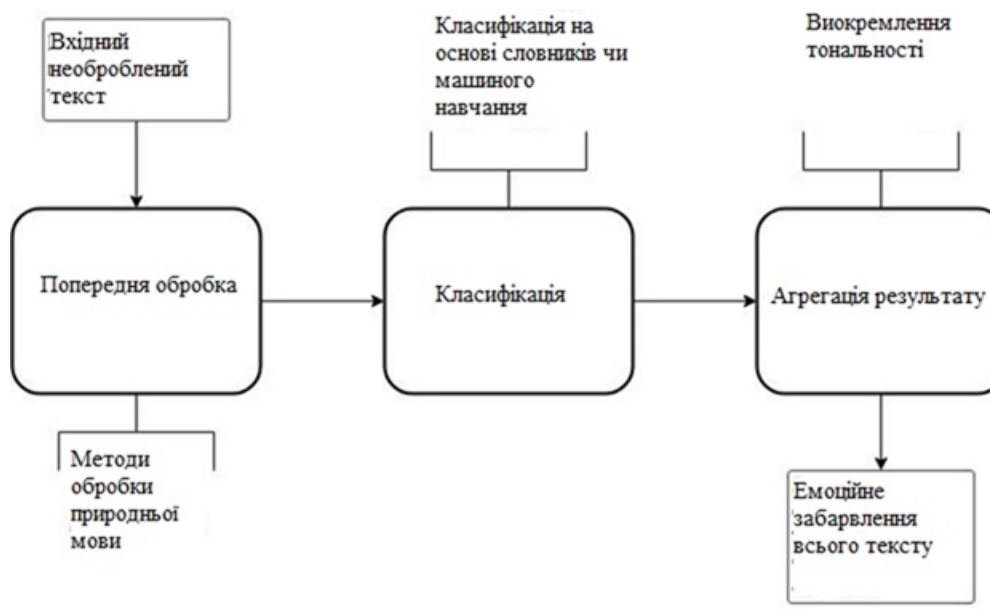 Вхідний
необроблений
текст
Класифікація на
основі словників чи
машиного
навчання
Виокремлення
тональності
Попередня обробка
Класифікація
Агрегація результату
Методи
обробки
природньої
мови
Емоційне
забарвлення
всього тексту